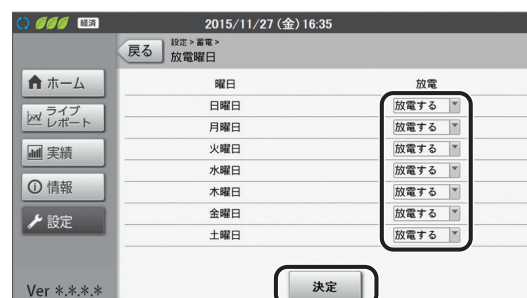 経済 2015/11/27 (金) 16:35
戻る
設定 > 蓄電 >
放電曜日
ホーム
ライブ
レポート
実績
情報
設定
Ver *.*.*.*
曜日 放電
日曜日 放電する
月曜日 放電する
火曜日 放電する
水曜日 放電する
木曜日 放電する
金曜日 放電する
土曜日 放電する
決定